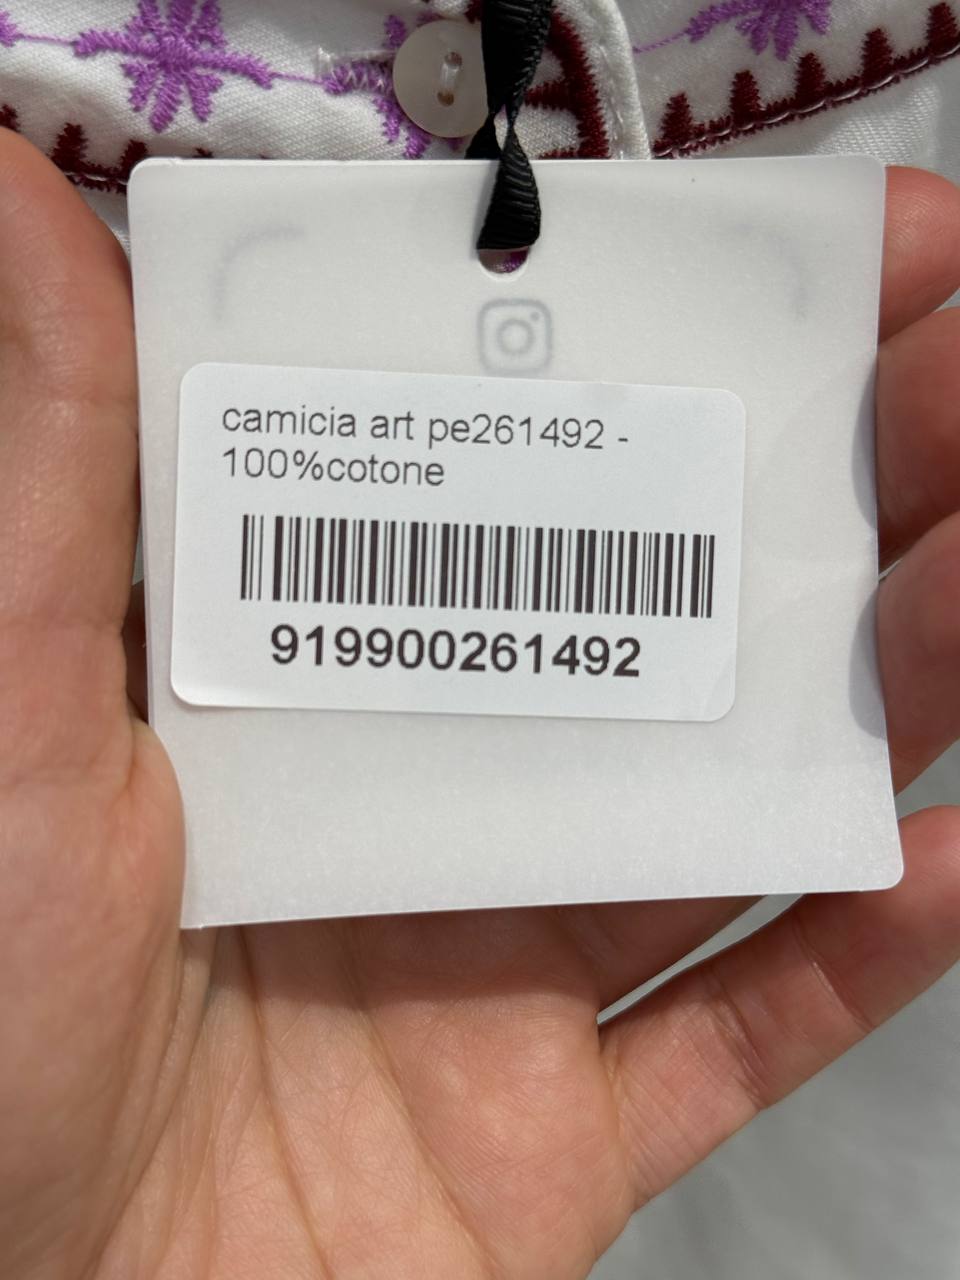 camicia art pe261492 -
100%cotone
919900261492